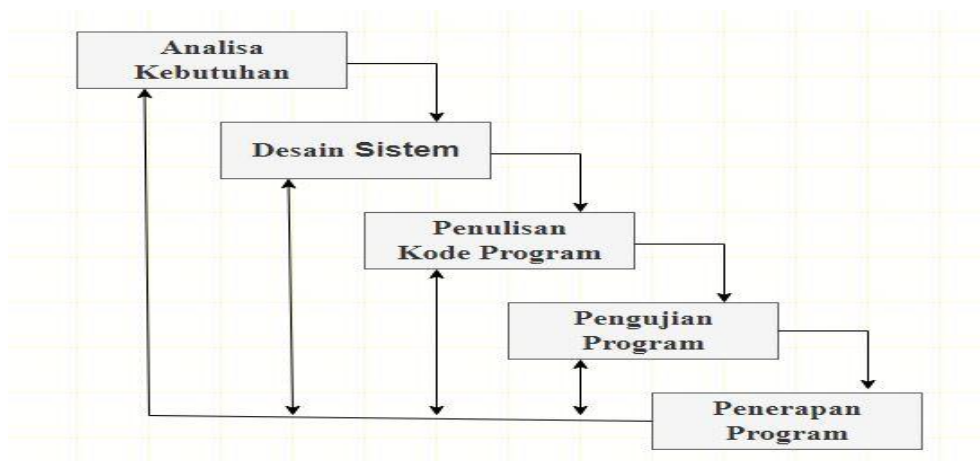 Analisa
Kebutuhan
Desain Sistem
Penulisan
Kode Program
Pengujian
Program
Penerapan
Program